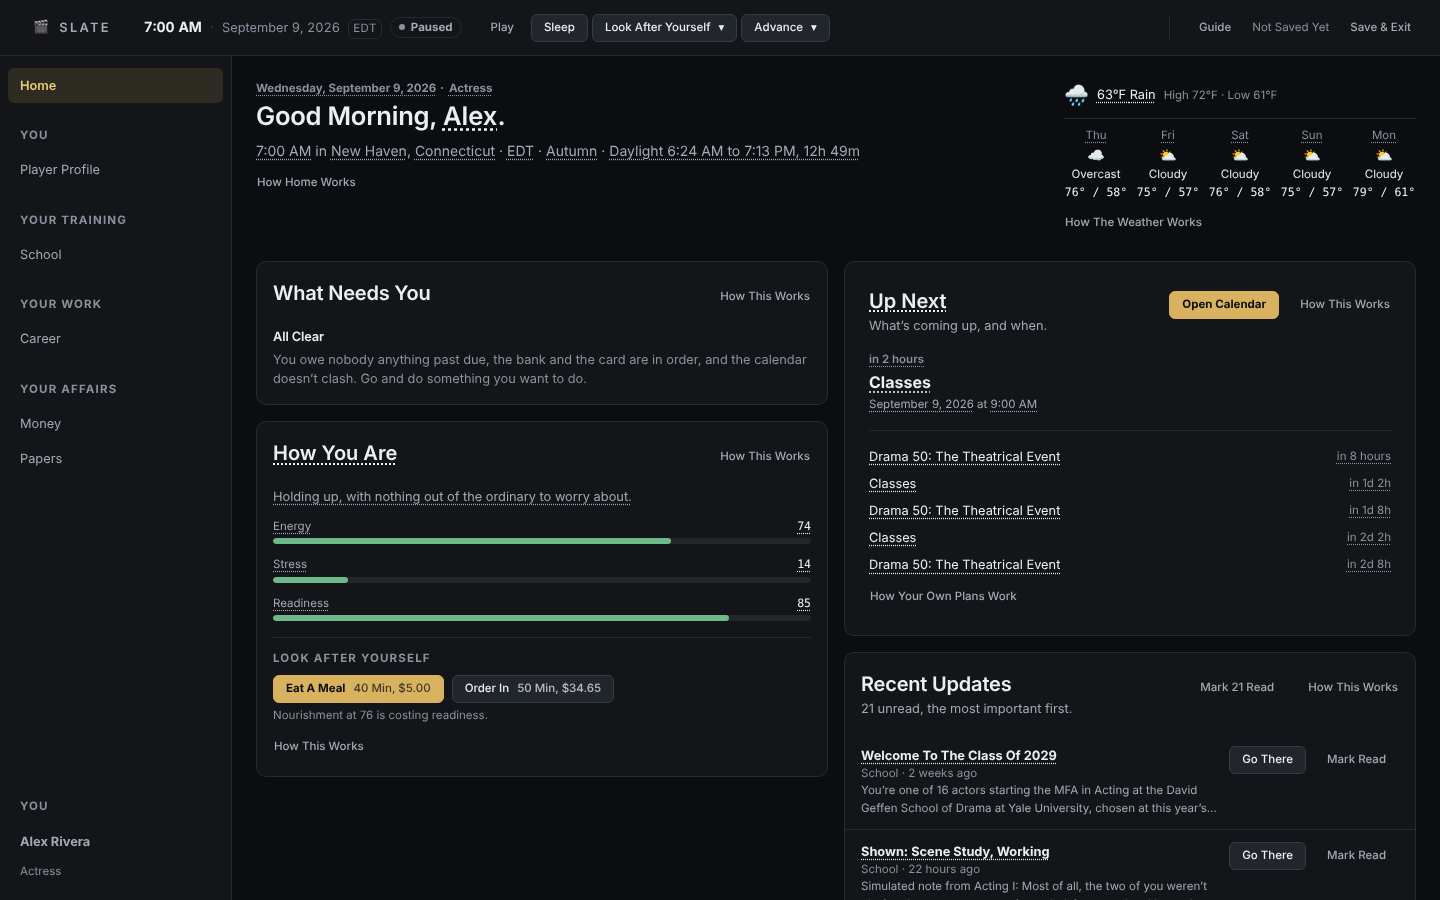 SLATE
7:00 AM · September 9, 2026 EDT Paused
Play Sleep Look After Yourself ▾ Advance ▾
Guide Not Saved Yet Save & Exit
Home
YOU
Player Profile
YOUR TRAINING
School
YOUR WORK
Career
YOUR AFFAIRS
Money
Papers
YOU
Alex Rivera
Actress
Wednesday, September 9, 2026 · Actress
Good Morning, Alex.
7:00 AM in New Haven, Connecticut · EDT · Autumn · Daylight 6:24 AM to 7:13 PM, 12h 49m
How Home Works
63°F Rain High 72°F · Low 61°F
Thu Fri Sat Sun Mon
Overcast Cloudy Cloudy Cloudy Cloudy
76° / 58° 75° / 57° 76° / 58° 75° / 57° 79° / 61°
How The Weather Works
What Needs You
How This Works
All Clear
You owe nobody anything past due, the bank and the card are in order, and the calendar
doesn't clash. Go and do something you want to do.
How You Are
How This Works
Holding up, with nothing out of the ordinary to worry about.
Energy 74
Stress 14
Readiness 85
LOOK AFTER YOURSELF
Eat A Meal 40 Min, $5.00
Order In 50 Min, $34.65
Nourishment at 76 is costing readiness.
How This Works
Up Next
Open Calendar How This Works
What's coming up, and when.
in 2 hours
Classes
September 9, 2026 at 9:00 AM
Drama 50: The Theatrical Event in 8 hours
Classes in 1d 2h
Drama 50: The Theatrical Event in 1d 8h
Classes in 2d 2h
Drama 50: The Theatrical Event in 2d 8h
How Your Own Plans Work
Recent Updates
Mark 21 Read How This Works
21 unread, the most important first.
Welcome To The Class Of 2029
Go There Mark Read
School · 2 weeks ago
You're one of 16 actors starting the MFA in Acting at the David
Geffen School of Drama at Yale University, chosen at this year's…
Shown: Scene Study, Working
Go There Mark Read
School · 22 hours ago
Simulated note from Acting I: Most of all, the two of you weren't